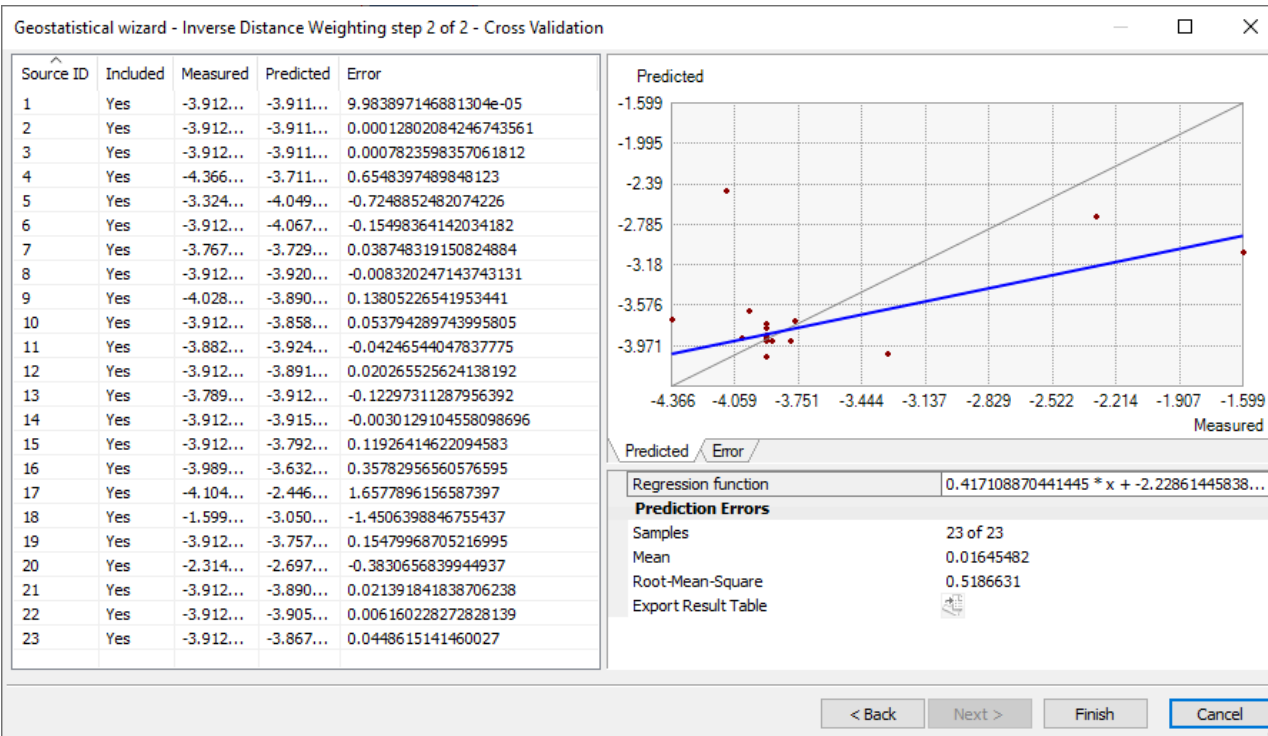 Geostatistical wizard - Inverse Distance Weighting step 2 of 2 - Cross Validation
Source ID Included Measured Predicted Error
1 Yes -3.912... -3.911... 9.983897146881304e-05
2 Yes -3.912... -3.911... 0.00012802084246743561
3 Yes -3.912... -3.911... 0.0007823598357061812
4 Yes -4.366... -3.711... 0.6548397489848123
5 Yes -3.324... -4.049... -0.7248852482074226
6 Yes -3.912... -4.067... -0.15498364142034182
7 Yes -3.767... -3.729... 0.038748319150824884
8 Yes -3.912... -3.920... -0.008320247143743131
9 Yes -4.028... -3.890... 0.13805226541953441
10 Yes -3.912... -3.858... 0.053794289743995805
11 Yes -3.882... -3.924... -0.04246544047837775
12 Yes -3.912... -3.891... 0.020265525624138192
13 Yes -3.789... -3.912... -0.12297311287956392
14 Yes -3.912... -3.915... -0.0030129104558098696
15 Yes -3.912... -3.792... 0.11926414622094583
16 Yes -3.989... -3.632... 0.35782956560576595
17 Yes -4.104... -2.446... 1.6577896156587397
18 Yes -1.599... -3.050... -1.4506398846755437
19 Yes -3.912... -3.757... 0.15479968705216995
20 Yes -2.314... -2.697... -0.3830656839944937
21 Yes -3.912... -3.890... 0.021391841838706238
22 Yes -3.912... -3.905... 0.006160228272828139
23 Yes -3.912... -3.867... 0.0448615141460027
Predicted
-1.599
-1.995
-2.39
-2.785
-3.18
-3.576
-3.971
-4.366 -4.059 -3.751 -3.444 -3.137 -2.829 -2.522 -2.214 -1.907 -1.599
Measured
Predicted Error
Regression function 0.417108870441445 * x + -2.22861445838...
Prediction Errors
Samples 23 of 23
Mean 0.01645482
Root-Mean-Square 0.5186631
Export Result Table
< Back Next > Finish Cancel